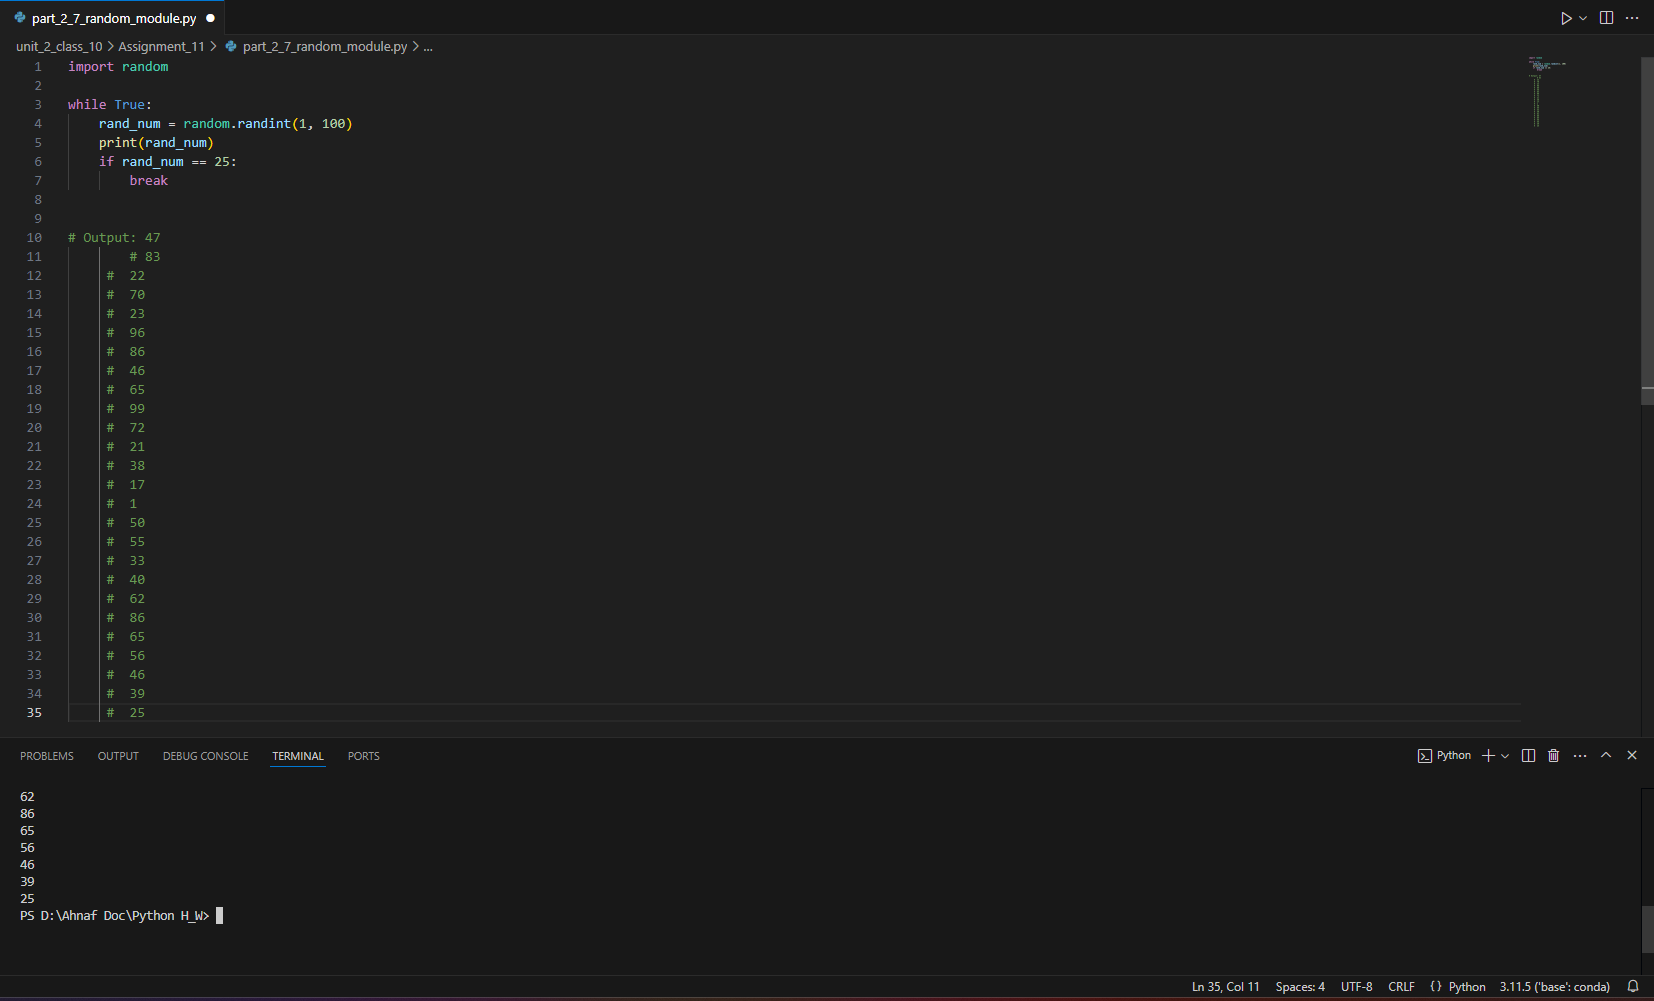 part_2_7_random_module.py
unit_2_class_10 > Assignment_11 > part_2_7_random_module.py > ...
1 import random
2
3 while True:
4     rand_num = random.randint(1, 100)
5     print(rand_num)
6     if rand_num == 25:
7         break
8
9
10 # Output: 47
11         # 83
12      #  22
13      #  70
14      #  23
15      #  96
16      #  86
17      #  46
18      #  65
19      #  99
20      #  72
21      #  21
22      #  38
23      #  17
24      #  1
25      #  50
26      #  55
27      #  33
28      #  40
29      #  62
30      #  86
31      #  65
32      #  56
33      #  46
34      #  39
35      #  25
PROBLEMS OUTPUT DEBUG CONSOLE TERMINAL PORTS Python
62
86
65
56
46
39
25
PS D:\Ahnaf Doc\Python H_W>
Ln 35, Col 11 Spaces: 4 UTF-8 CRLF {} Python 3.11.5 ('base': conda)